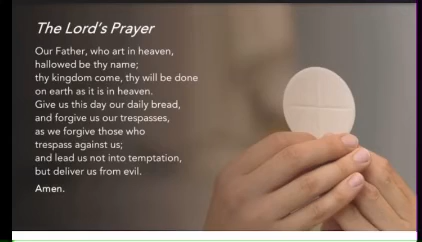 The Lord's Prayer
Our Father, who art in heaven,
hallowed be thy name;
thy kingdom come, thy will be done
on earth as it is in heaven.
Give us this day our daily bread,
and forgive us our trespasses,
as we forgive those who
trespass against us;
and lead us not into temptation,
but deliver us from evil.
Amen.